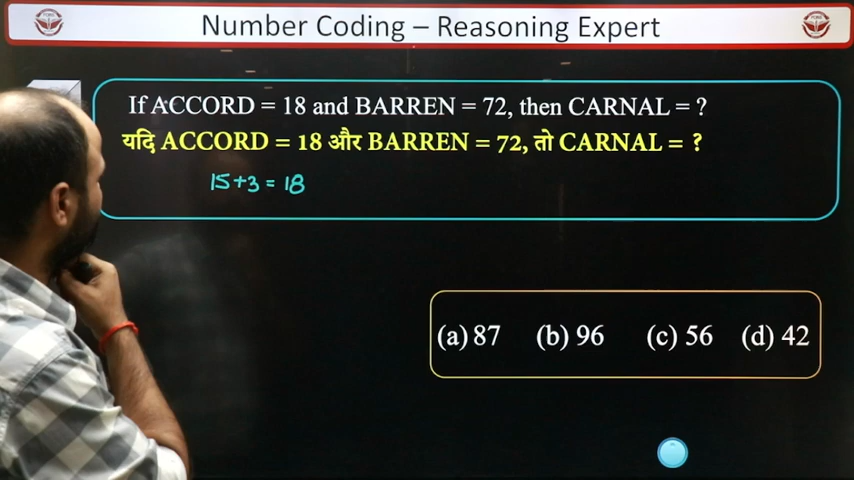 Number Coding – Reasoning Expert
If ACCORD = 18 and BARREN = 72, then CARNAL = ?
यदि ACCORD = 18 और BARREN = 72, तो CARNAL = ?
15+3 = 18
(a) 87 (b) 96 (c) 56 (d) 42